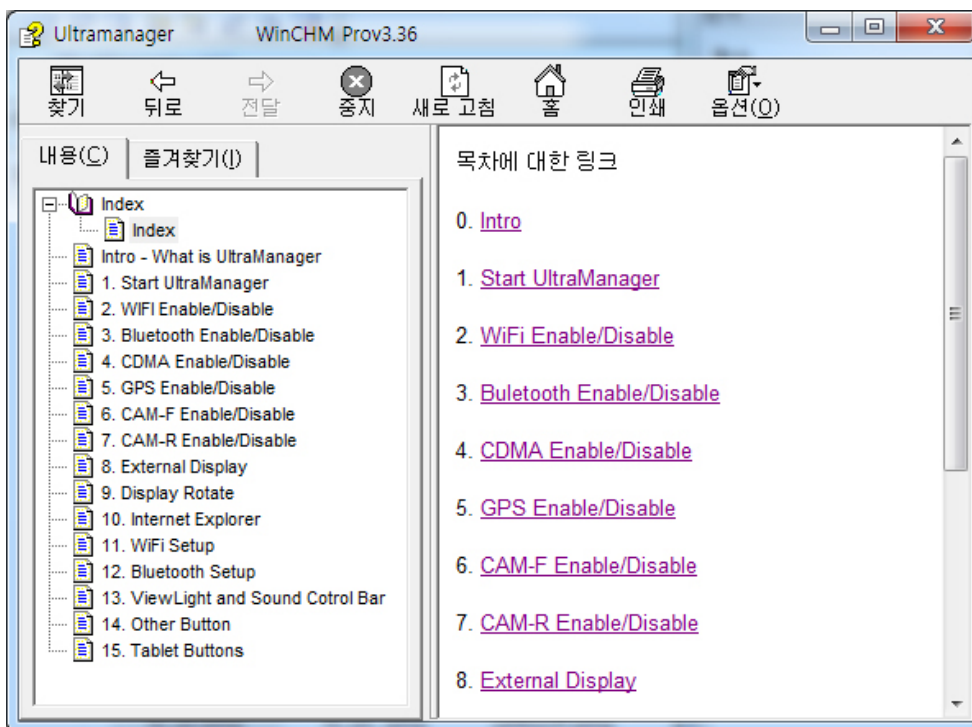 Ultramanager WinCHM Prov3.36
찾기 뒤로 전달 중지 새로 고침 홈 인쇄 옵션(O)
내용(C) 즐겨찾기(I)
Index
Index
Intro - What is UltraManager
1. Start UltraManager
2. WIFI Enable/Disable
3. Bluetooth Enable/Disable
4. CDMA Enable/Disable
5. GPS Enable/Disable
6. CAM-F Enable/Disable
7. CAM-R Enable/Disable
8. External Display
9. Display Rotate
10. Internet Explorer
11. WiFi Setup
12. Bluetooth Setup
13. ViewLight and Sound Cotrol Bar
14. Other Button
15. Tablet Buttons
목차에 대한 링크
0. Intro
1. Start UltraManager
2. WiFi Enable/Disable
3. Buletooth Enable/Disable
4. CDMA Enable/Disable
5. GPS Enable/Disable
6. CAM-F Enable/Disable
7. CAM-R Enable/Disable
8. External Display